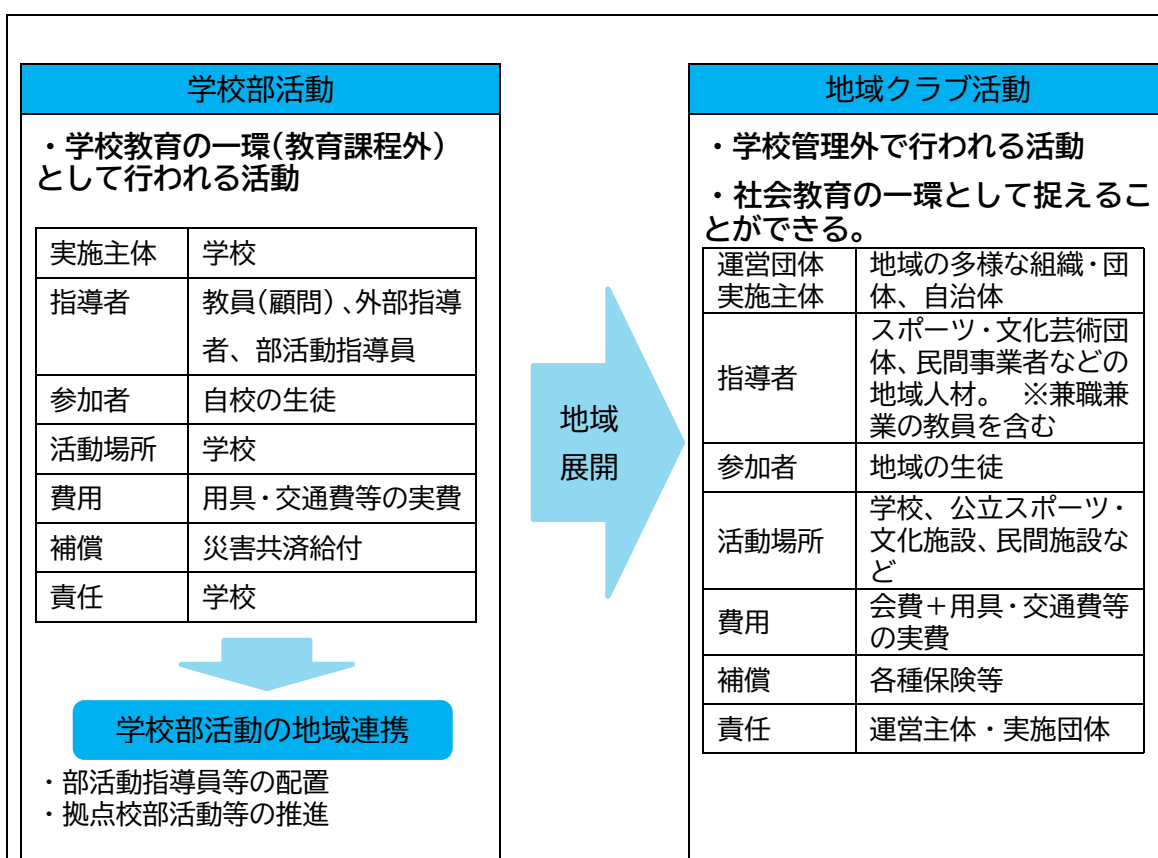 学校部活動
・学校教育の一環(教育課程外)
として行われる活動
実施主体 学校
指導者 教員(顧問)、外部指導
者、部活動指導員
参加者 自校の生徒
活動場所 学校
費用 用具・交通費等の実費
補償 災害共済給付
責任 学校
学校部活動の地域連携
・部活動指導員等の配置
・拠点校部活動等の推進
地域
展開
地域クラブ活動
・学校管理外で行われる活動
・社会教育の一環として捉えるこ
とができる。
運営団体 地域の多様な組織・団
実施主体 体、自治体
指導者
スポーツ・文化芸術団
体、民間事業者などの
地域人材。 ※兼職兼
業の教員を含む
参加者 地域の生徒
活動場所
学校、公立スポーツ・
文化施設、民間施設な
ど
費用
会費+用具・交通費等
の実費
補償 各種保険等
責任 運営主体・実施団体